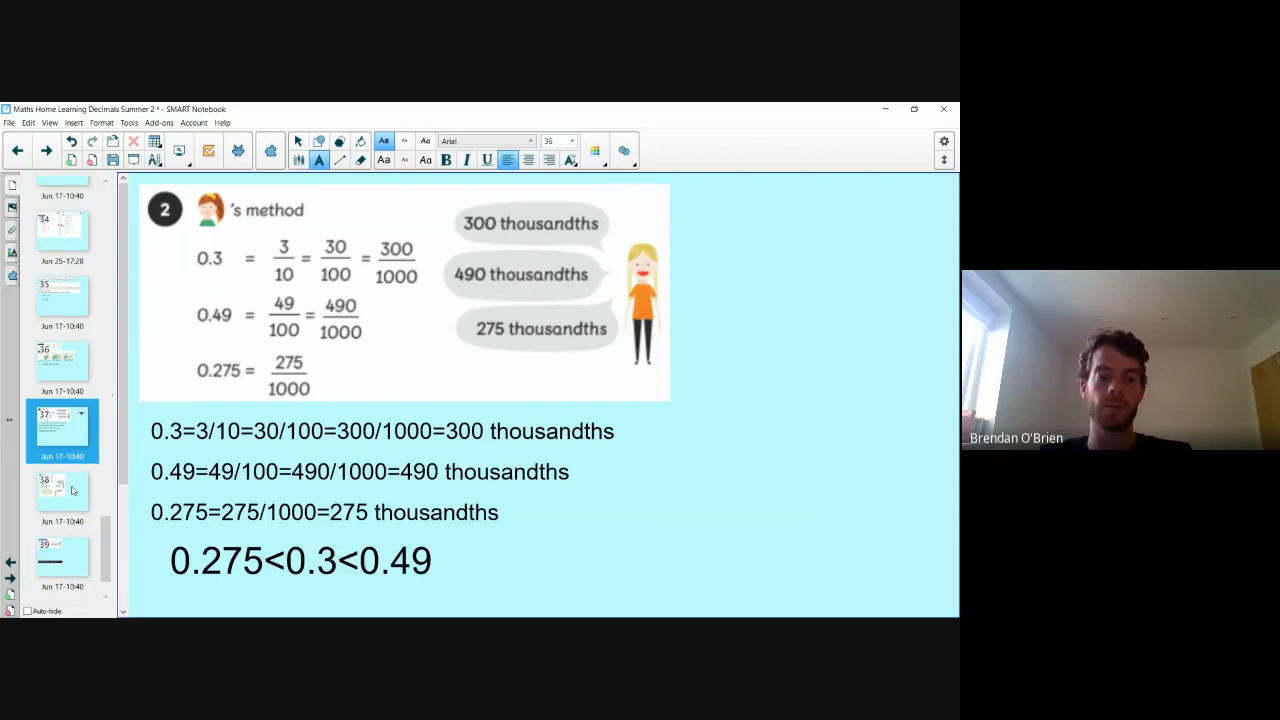 Maths Home Learning Decimals Summer 2 * - SMART Notebook
File Edit View Insert Format Tools Add-ons Account Help
Arial 36
Jun 17-10:40
34
Jun 25-17:28
35
Jun 17-10:40
36
Jun 17-10:40
37
Jun 17-10:40
38
Jun 17-10:40
39
Jun 17-10:40
Auto-hide
2 's method
0.3 = 3/10 = 30/100 = 300/1000
0.49 = 49/100 = 490/1000
0.275 = 275/1000
300 thousandths
490 thousandths
275 thousandths
0.3=3/10=30/100=300/1000=300 thousandths
0.49=49/100=490/1000=490 thousandths
0.275=275/1000=275 thousandths
0.275<0.3<0.49
Brendan O'Brien